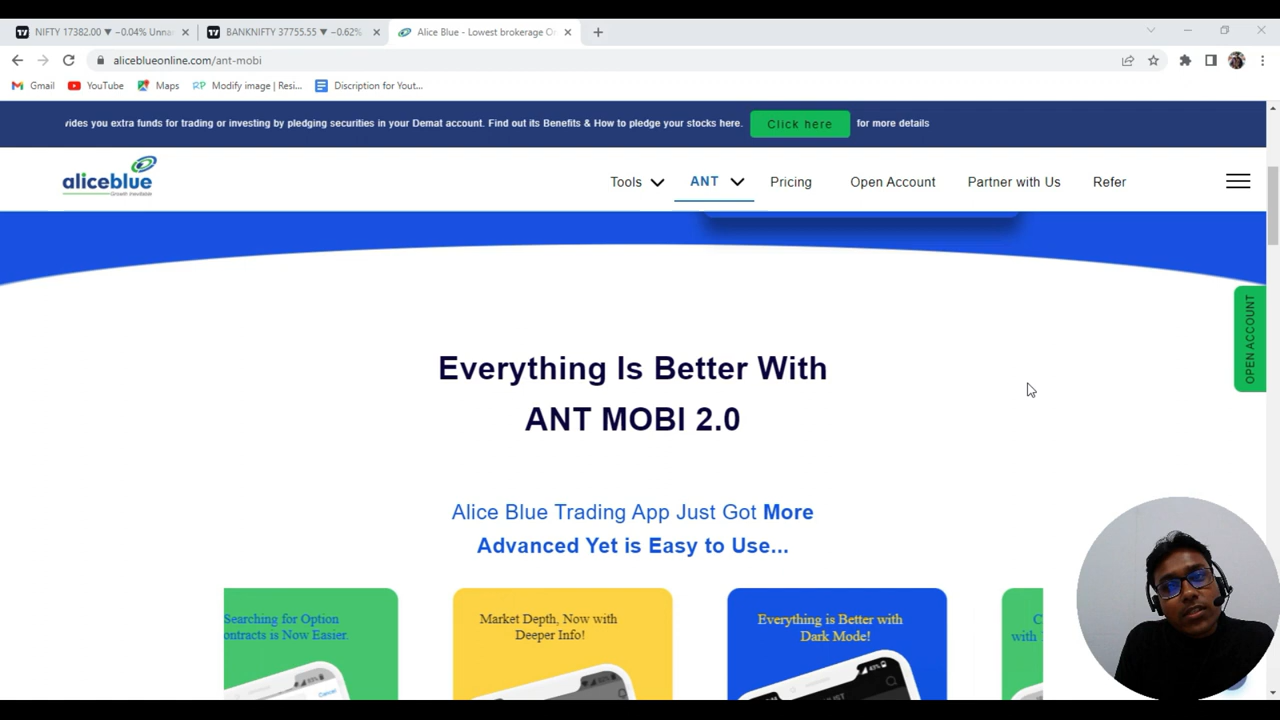 NIFTY 17382.00 ▼ −0.04% Unna
BANKNIFTY 37755.55 ▼ −0.62%
Alice Blue - Lowest brokerage O
aliceblueonline.com/ant-mobi
Gmail
YouTube
Maps
RP
Modify image | Resi...
Discription for Yout...
vides you extra funds for trading or investing by pledging securities in your Demat account. Find out its Benefits & How to pledge your stocks here.
Click here
for more details
aliceblue
Tools
ANT
Pricing
Open Account
Partner with Us
Refer
OPEN ACCOUNT
Everything Is Better With
ANT MOBI 2.0
Alice Blue Trading App Just Got More
Advanced Yet is Easy to Use...
Searching for Option
ontracts is Now Easier.
Market Depth, Now with
Deeper Info!
Everything is Better with
Dark Mode!
C
with
Cancel